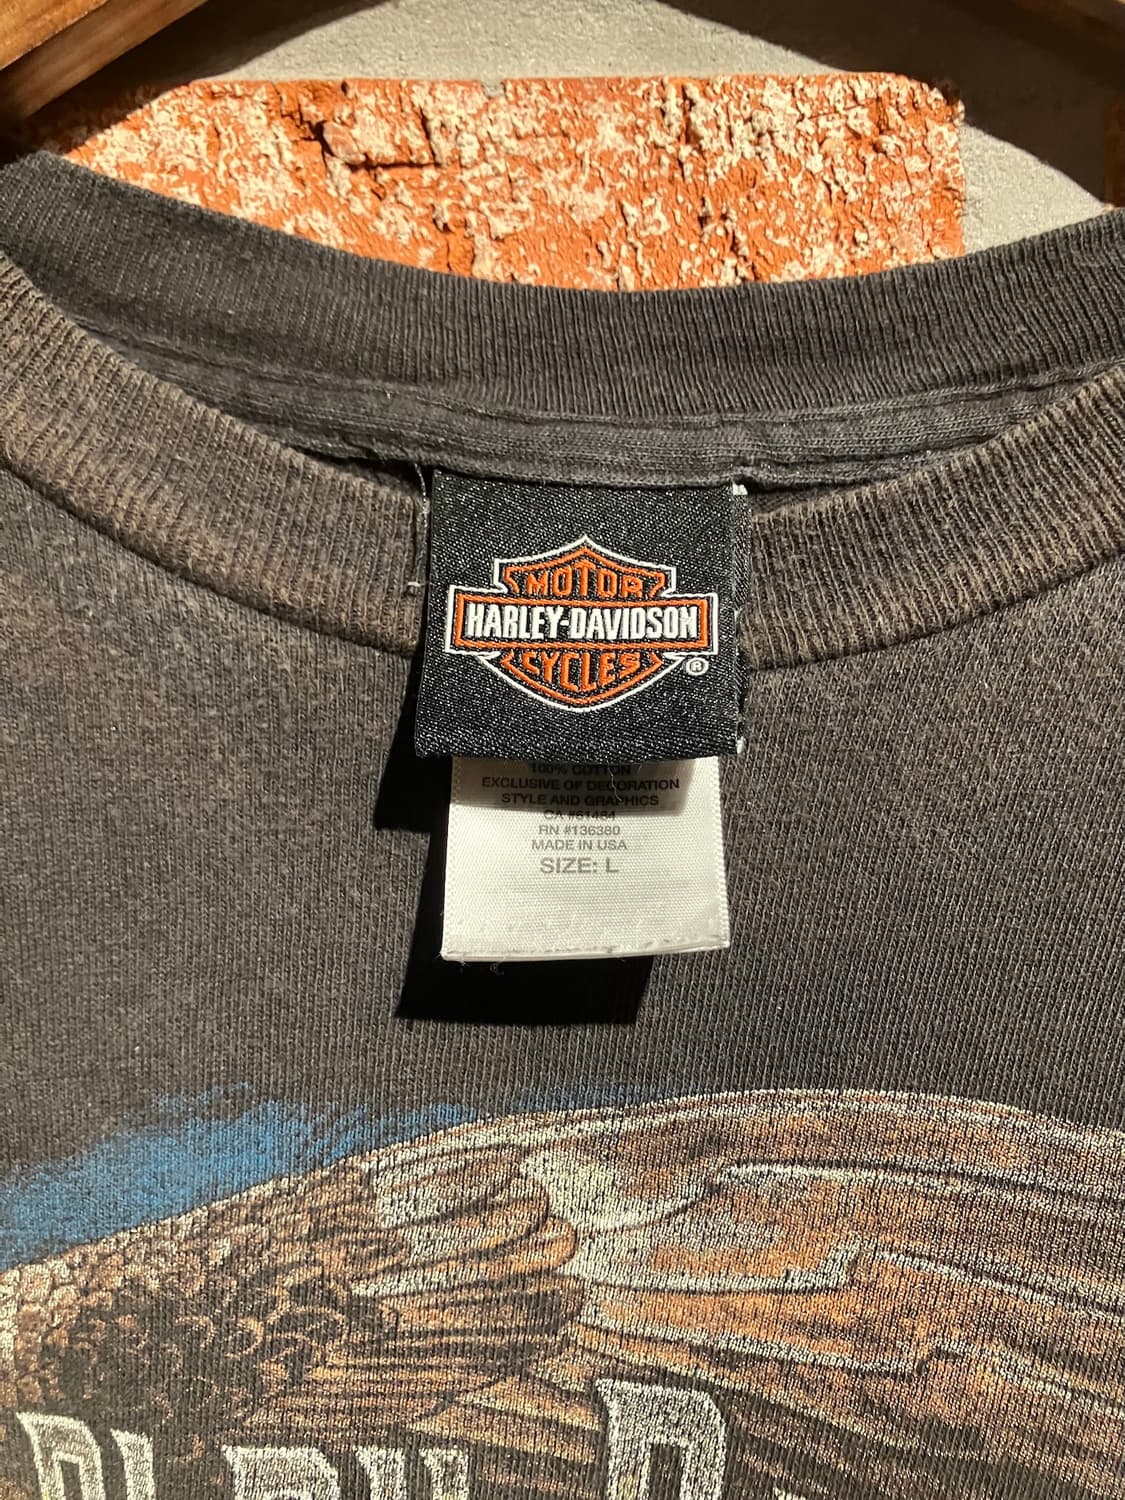 MOTOR
HARLEY-DAVIDSON
CYCLES
®
100% COTTON
EXCLUSIVE OF DECORATION
STYLE AND GRAPHICS
CA #61484
RN #136380
MADE IN USA
SIZE: L